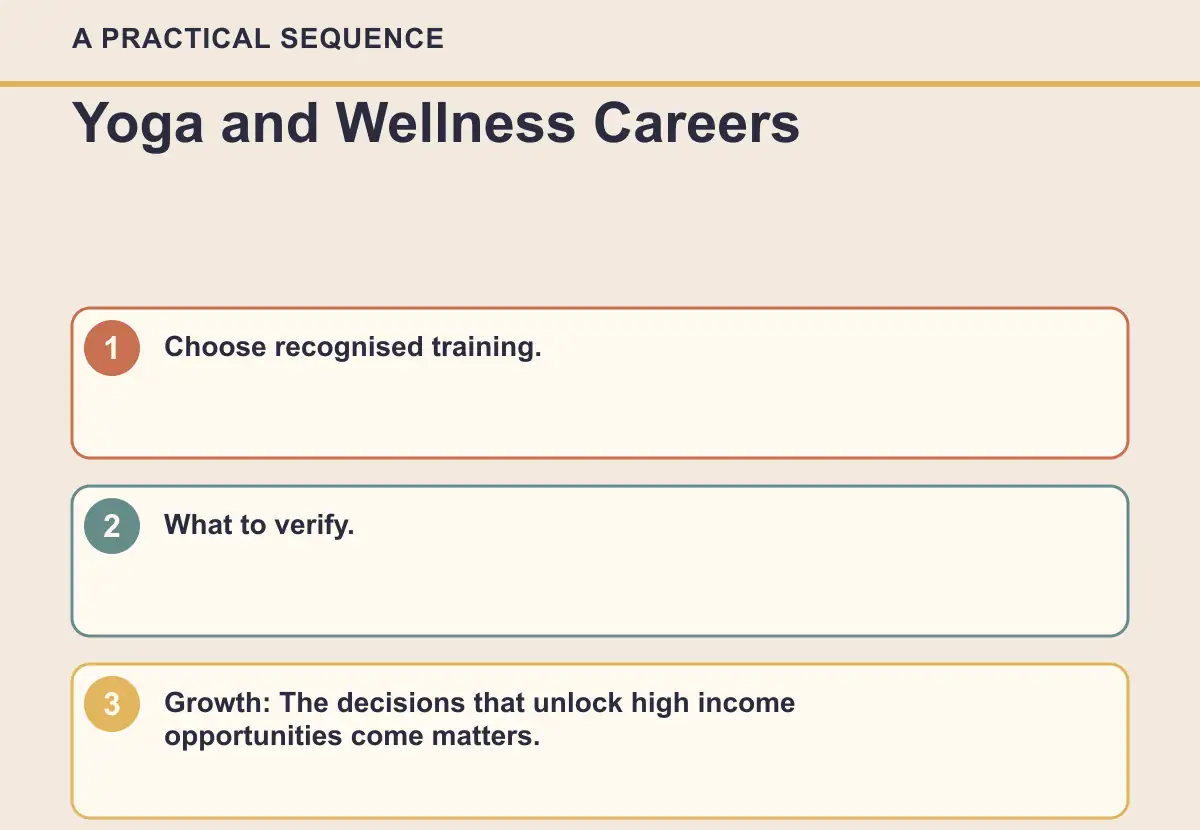 A PRACTICAL SEQUENCE
Yoga and Wellness Careers
1
Choose recognised training.
2
What to verify.
3
Growth: The decisions that unlock high income
opportunities come matters.